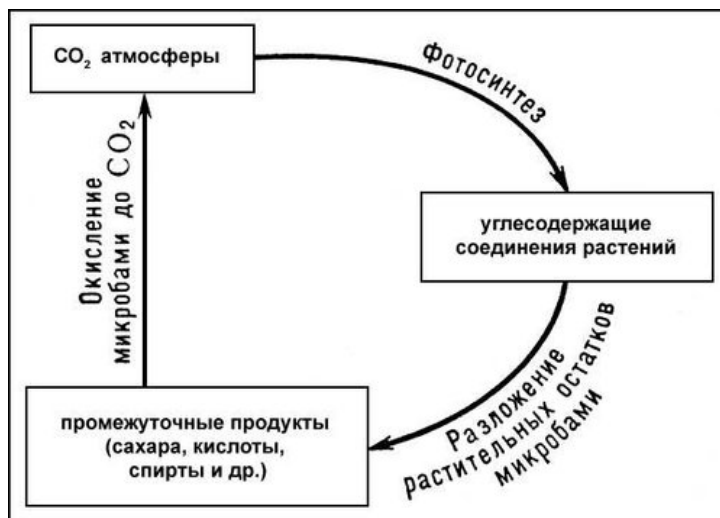 CO₂ атмосферы
Фотосинтез
углесодержащие
соединения растений
Разложение
растительных остатков
микробами
промежуточные продукты
(сахара, кислоты,
спирты и др.)
Окисление
микробами до CO₂